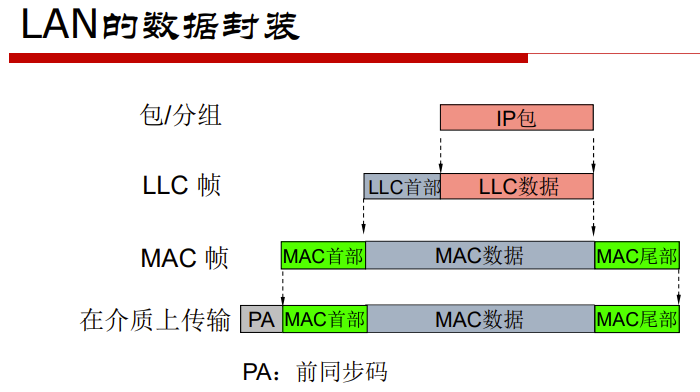 LAN的数据封装
包/分组 IP包
LLC 帧 LLC首部 LLC数据
MAC 帧 MAC首部 MAC数据 MAC尾部
在介质上传输 PA MAC首部 MAC数据 MAC尾部
PA：前同步码